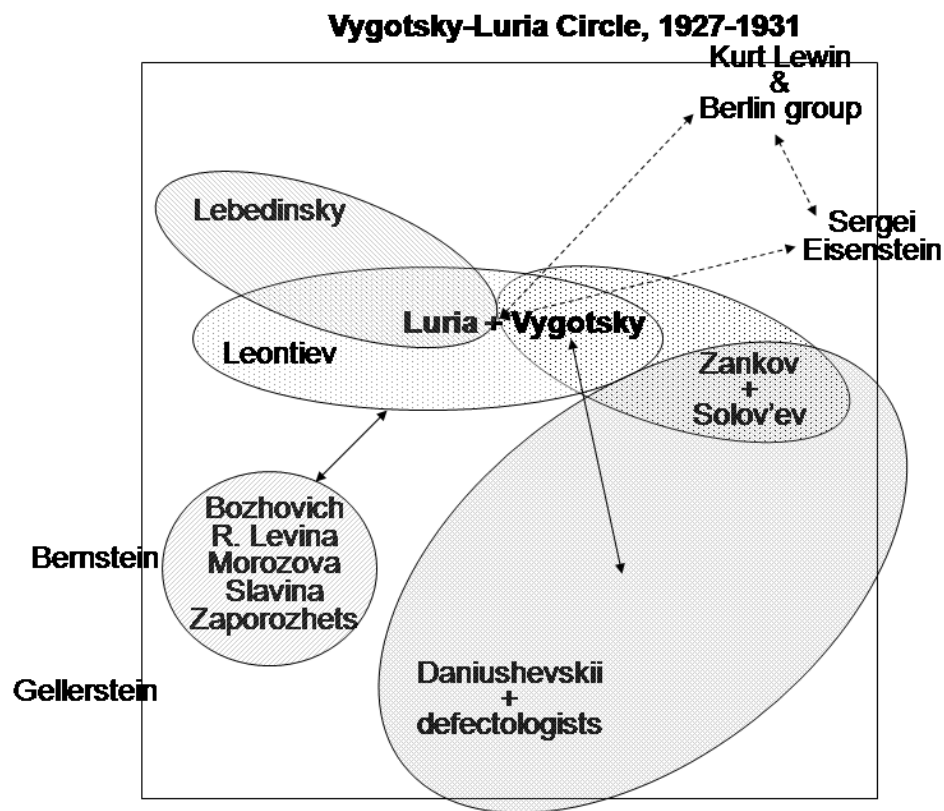 Vygotsky-Luria Circle, 1927-1931
Kurt Lewin
&
Berlin group
Lebedinsky
Sergei
Eisenstein
Luria + Vygotsky
Leontiev
Zankov
+
Solov'ev
Bozhovich
R. Levina
Bernstein
Morozova
Slavina
Zaporozhets
Gellerstein
Daniushevskii
+
defectologists